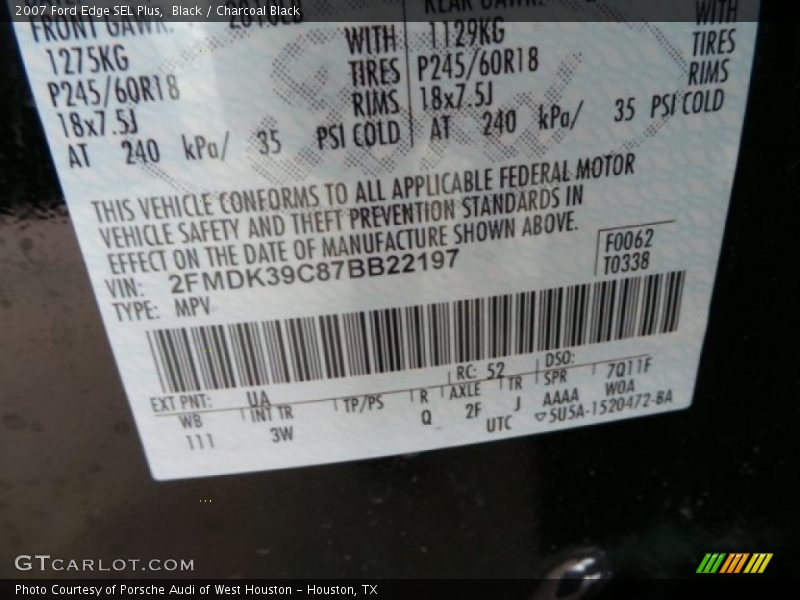 2007 Ford Edge SEL Plus,  Black / Charcoal Black
FRONT GAWR: 2810LB
WITH
1275KG
TIRES
P245/60R18
RIMS
18x7.5J
PSI COLD
AT 240 kPa/ 35
REAR GAWR:
WITH
1129KG
TIRES
P245/60R18
RIMS
18x7.5J
PSI COLD
AT 240 kPa/ 35
THIS VEHICLE CONFORMS TO ALL APPLICABLE FEDERAL MOTOR
VEHICLE SAFETY AND THEFT PREVENTION STANDARDS IN
EFFECT ON THE DATE OF MANUFACTURE SHOWN ABOVE.
F0062
T0338
VIN: 2FMDK39C87BB22197
TYPE: MPV
EXT PNT: UA RC: 52 DSO:
WB INT TR TP/PS R AXLE TR SPR 7Q11F
111 3W Q 2F J AAAA W0A
UTC ▽5U5A-1520472-BA
GTCARLOT.COM
Photo Courtesy of Porsche Audi of West Houston - Houston, TX